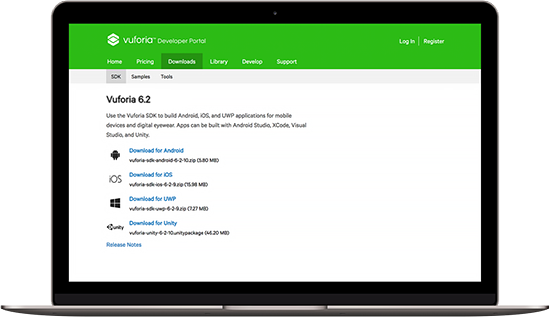 vuforia™ Developer Portal
Log In | Register
Home Pricing Downloads Library Develop Support
SDK Samples Tools
Vuforia 6.2
Use the Vuforia SDK to build Android, iOS, and UWP applications for mobile
devices and digital eyewear. Apps can be built with Android Studio, XCode, Visual
Studio, and Unity.
Download for Android
vuforia-sdk-android-6-2-10.zip (5.80 MB)
iOS
Download for iOS
vuforia-sdk-ios-6-2-9.zip (15.98 MB)
Download for UWP
vuforia-sdk-uwp-6-2-9.zip (7.27 MB)
unity
Download for Unity
vuforia-unity-6-2-10.unitypackage (46.20 MB)
Release Notes